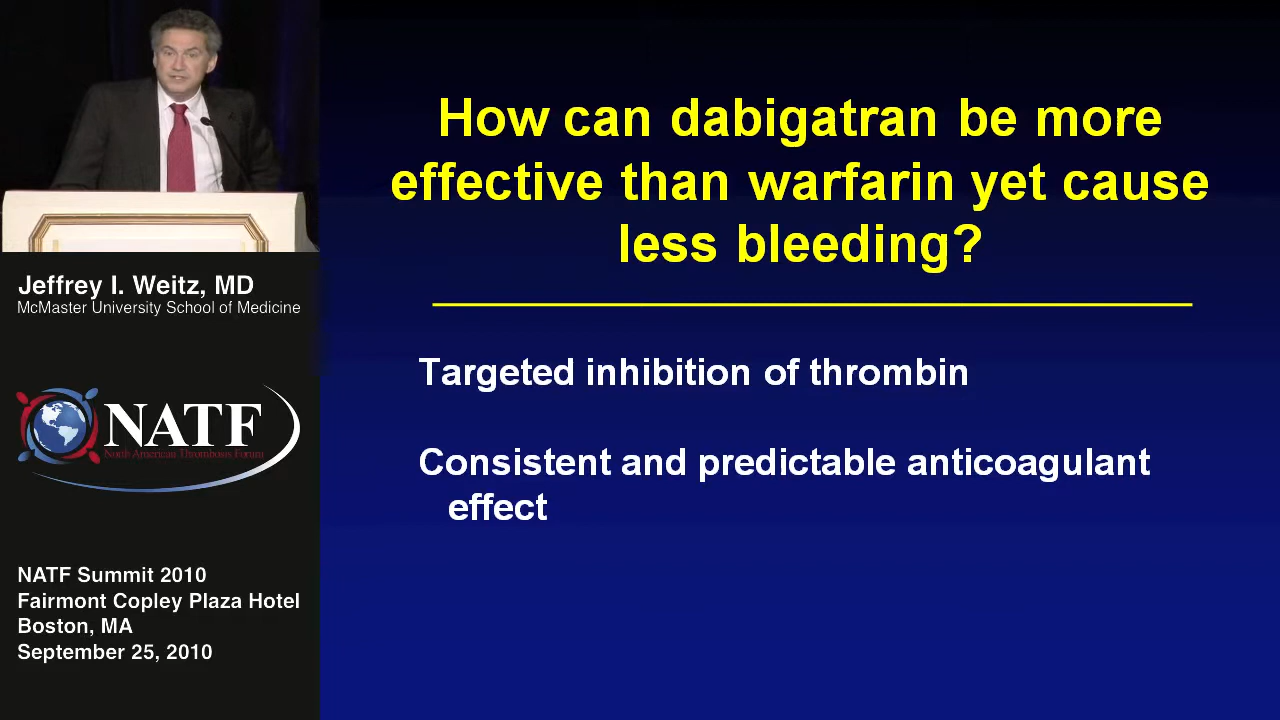 How can dabigatran be more
effective than warfarin yet cause
less bleeding?
Targeted inhibition of thrombin
Consistent and predictable anticoagulant
effect
Jeffrey I. Weitz, MD
McMaster University School of Medicine
NATF
North American Thrombosis Forum
NATF Summit 2010
Fairmont Copley Plaza Hotel
Boston, MA
September 25, 2010